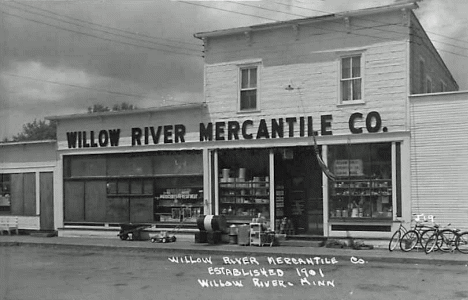 WILLOW RIVER MERCANTILE CO.
WILLOW RIVER MERCANTILE CO.
ESTABLISHED 1901
WILLOW RIVER - MINN